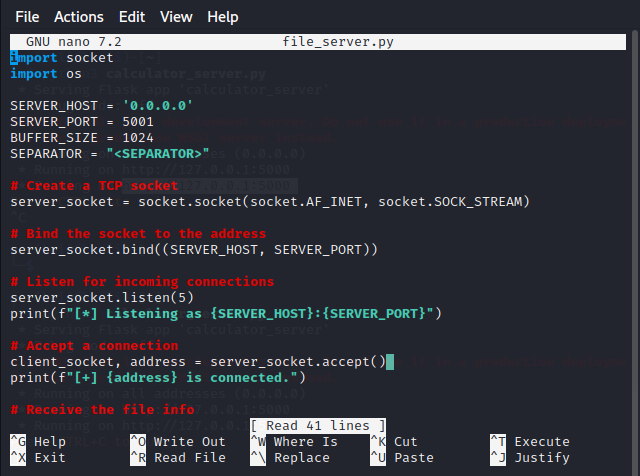 File Actions Edit View Help
GNU nano 7.2 file_server.py
import socket
import os
SERVER_HOST = '0.0.0.0'
SERVER_PORT = 5001
BUFFER_SIZE = 1024
SEPARATOR = "<SEPARATOR>"
# Create a TCP socket
server_socket = socket.socket(socket.AF_INET, socket.SOCK_STREAM)
# Bind the socket to the address
server_socket.bind((SERVER_HOST, SERVER_PORT))
# Listen for incoming connections
server_socket.listen(5)
print(f"[*] Listening as {SERVER_HOST}:{SERVER_PORT}")
# Accept a connection
client_socket, address = server_socket.accept()
print(f"[+] {address} is connected.")
# Receive the file info
[ Read 41 lines ]
^G Help ^O Write Out ^W Where Is ^K Cut ^T Execute
^X Exit ^R Read File ^\ Replace ^U Paste ^J Justify